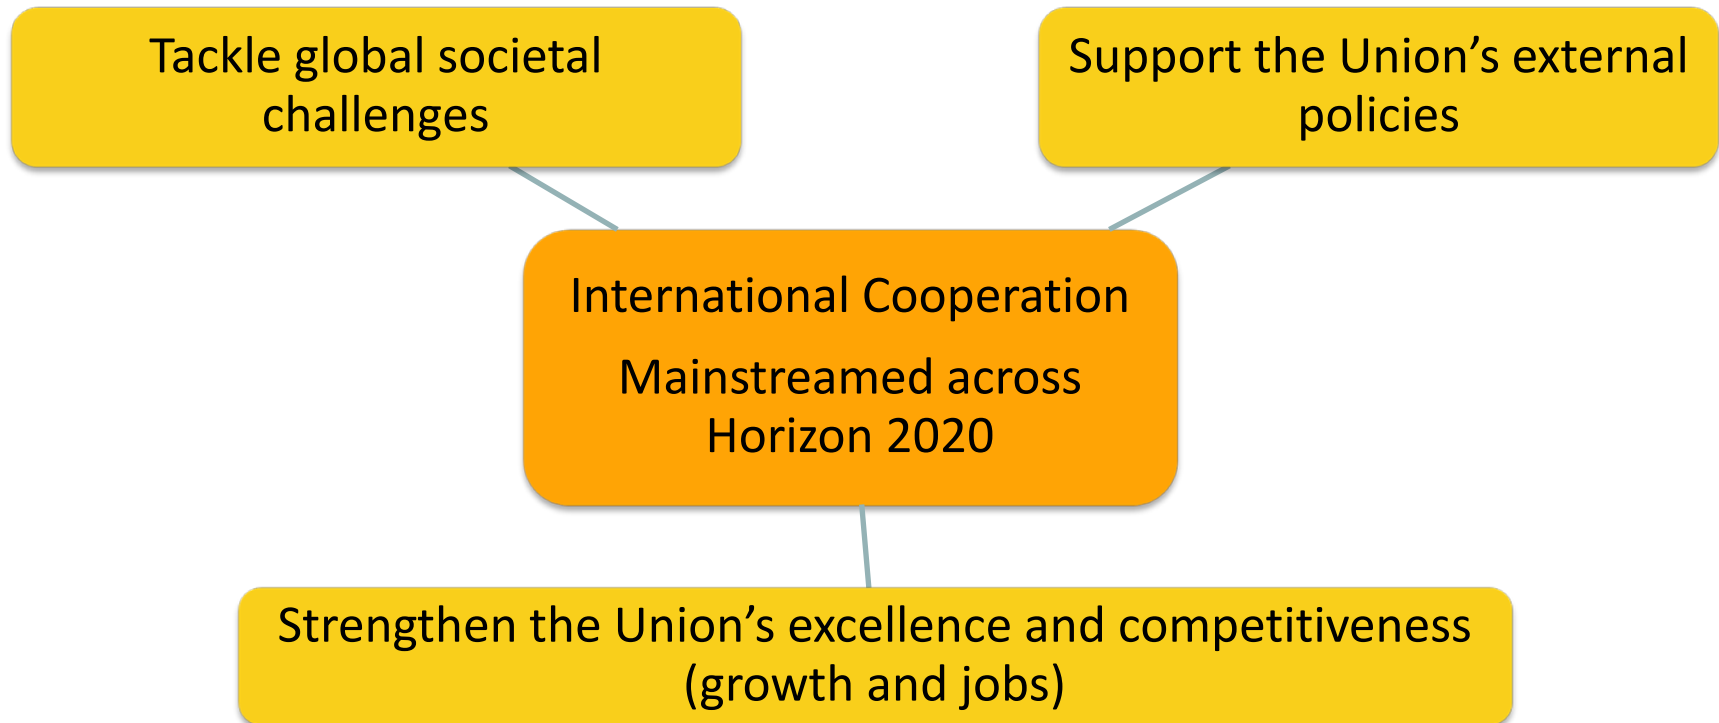 Tackle global societal
challenges
Support the Union’s external
policies
International Cooperation
Mainstreamed across
Horizon 2020
Strengthen the Union’s excellence and competitiveness
(growth and jobs)